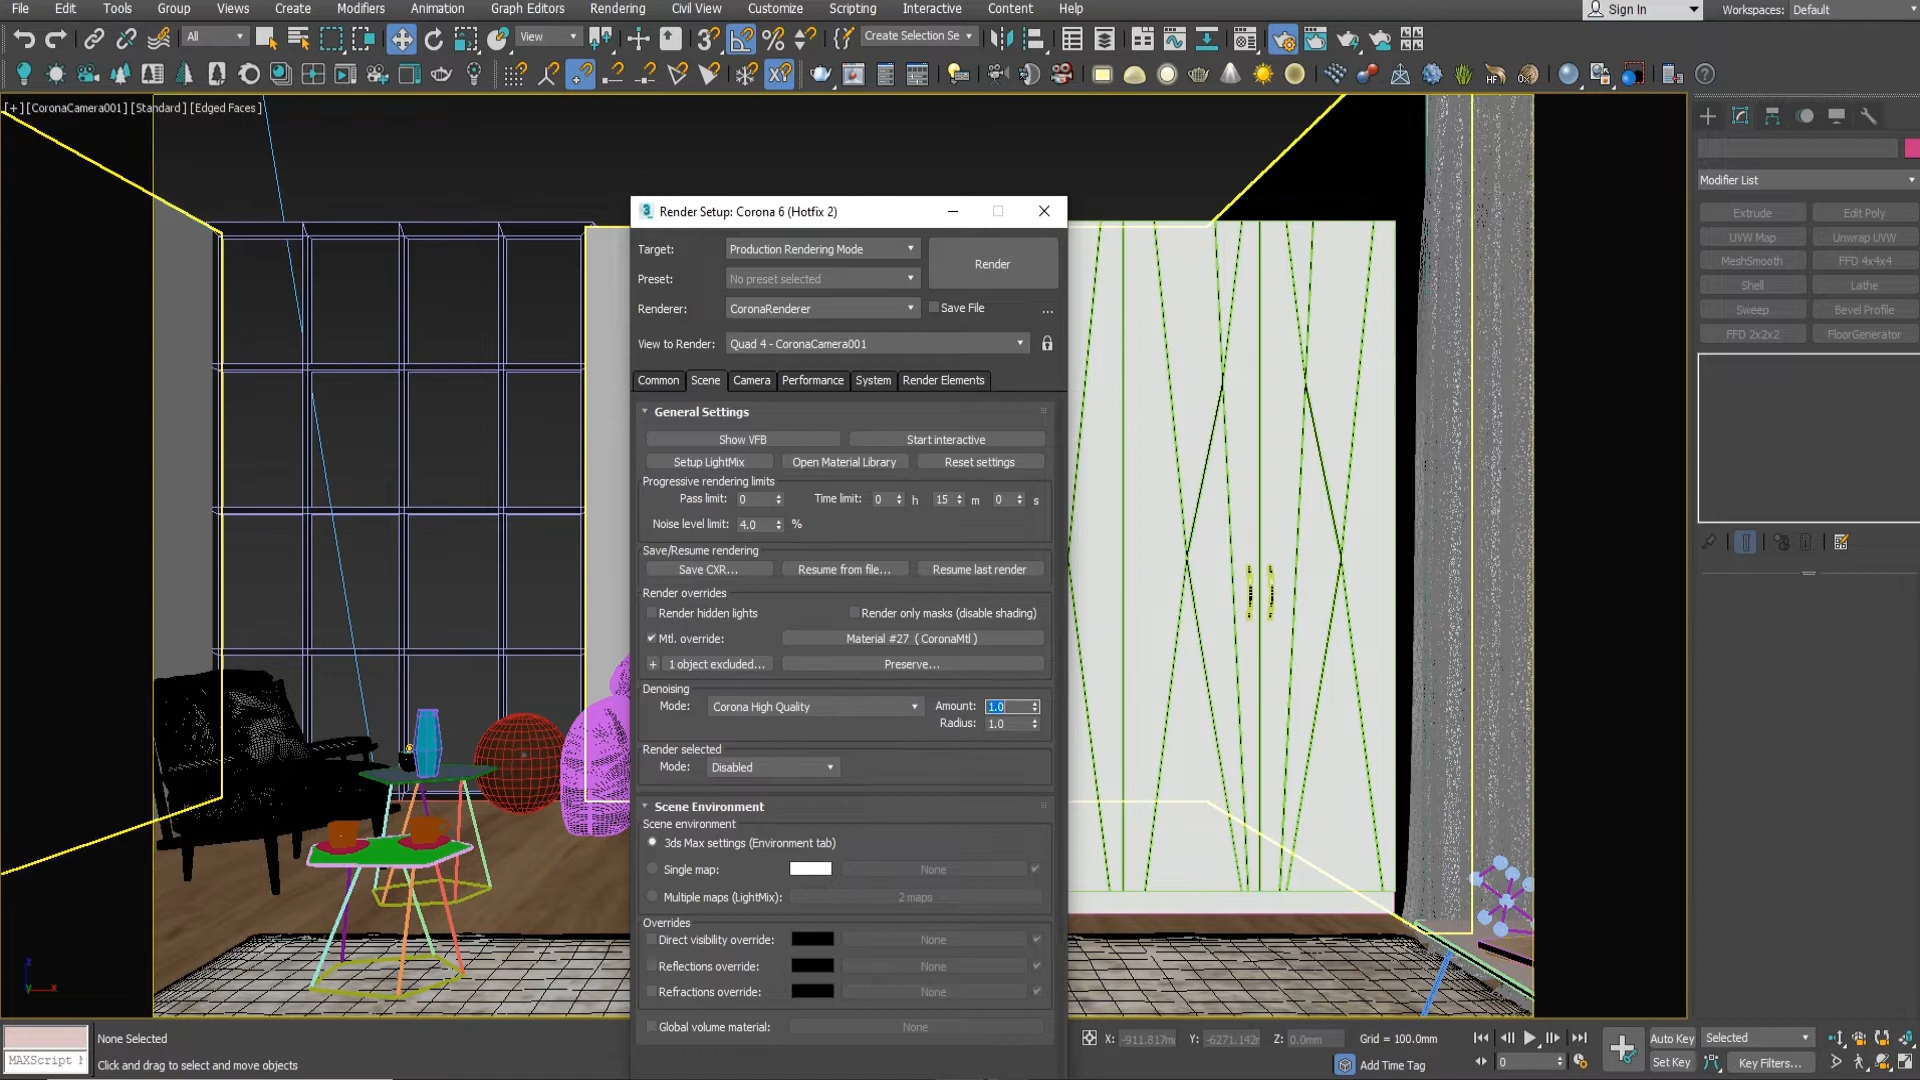 File Edit Tools Group Views Create Modifiers Animation Graph Editors Rendering Civil View Customize Scripting Interactive Content Help Sign In Workspaces: Default
All View Create Selection Se
[+] [CoronaCamera001] [Standard] [Edged Faces]
Modifier List
Extrude Edit Poly
UVW Map Unwrap UVW
MeshSmooth FFD 4x4x4
Shell Lathe
Sweep Bevel Profile
FFD 2x2x2 FloorGenerator
Render Setup: Corona 6 (Hotfix 2)
Target: Production Rendering Mode Render
Preset: No preset selected
Renderer: CoronaRenderer Save File ...
View to Render: Quad 4 - CoronaCamera001
Common Scene Camera Performance System Render Elements
General Settings
Show VFB Start interactive
Setup LightMix Open Material Library Reset settings
Progressive rendering limits
Pass limit: 0 Time limit: 0 h 15 m 0 s
Noise level limit: 4.0 %
Save/Resume rendering
Save CXR... Resume from file... Resume last render
Render overrides
Render hidden lights Render only masks (disable shading)
Mtl. override: Material #27 ( CoronaMtl )
+ 1 object excluded... Preserve...
Denoising
Mode: Corona High Quality Amount: 1.0
Radius: 1.0
Render selected
Mode: Disabled
Scene Environment
Scene environment
3ds Max settings (Environment tab)
Single map: None
Multiple maps (LightMix): 2 maps
Overrides
Direct visibility override: None
Reflections override: None
Refractions override: None
Global volume material: None
None Selected
MAXScript
Click and drag to select and move objects
X: -911.817m Y: -6271.142m Z: 0.0mm Grid = 100.0mm
Add Time Tag
0
Auto Key Selected
Set Key Key Filters...